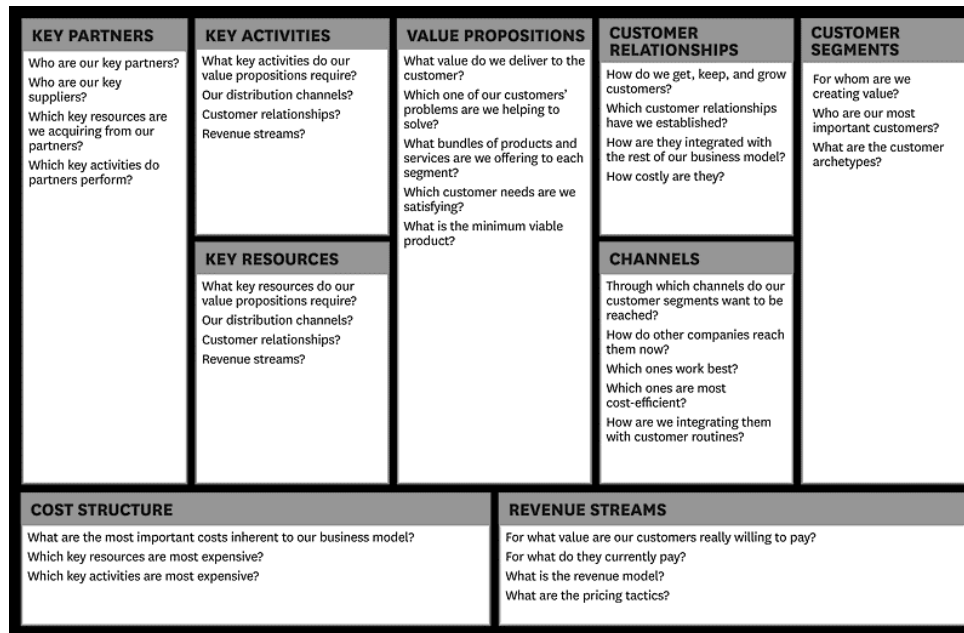 KEY PARTNERS
Who are our key partners?
Who are our key
suppliers?
Which key resources are
we acquiring from our
partners?
Which key activities do
partners perform?
KEY ACTIVITIES
What key activities do our
value propositions require?
Our distribution channels?
Customer relationships?
Revenue streams?
KEY RESOURCES
What key resources do our
value propositions require?
Our distribution channels?
Customer relationships?
Revenue streams?
VALUE PROPOSITIONS
What value do we deliver to the
customer?
Which one of our customers’
problems are we helping to
solve?
What bundles of products and
services are we offering to each
segment?
Which customer needs are we
satisfying?
What is the minimum viable
product?
CUSTOMER
RELATIONSHIPS
How do we get, keep, and grow
customers?
Which customer relationships
have we established?
How are they integrated with
the rest of our business model?
How costly are they?
CHANNELS
Through which channels do our
customer segments want to be
reached?
How do other companies reach
them now?
Which ones work best?
Which ones are most
cost-efficient?
How are we integrating them
with customer routines?
CUSTOMER
SEGMENTS
For whom are we
creating value?
Who are our most
important customers?
What are the customer
archetypes?
COST STRUCTURE
What are the most important costs inherent to our business model?
Which key resources are most expensive?
Which key activities are most expensive?
REVENUE STREAMS
For what value are our customers really willing to pay?
For what do they currently pay?
What is the revenue model?
What are the pricing tactics?